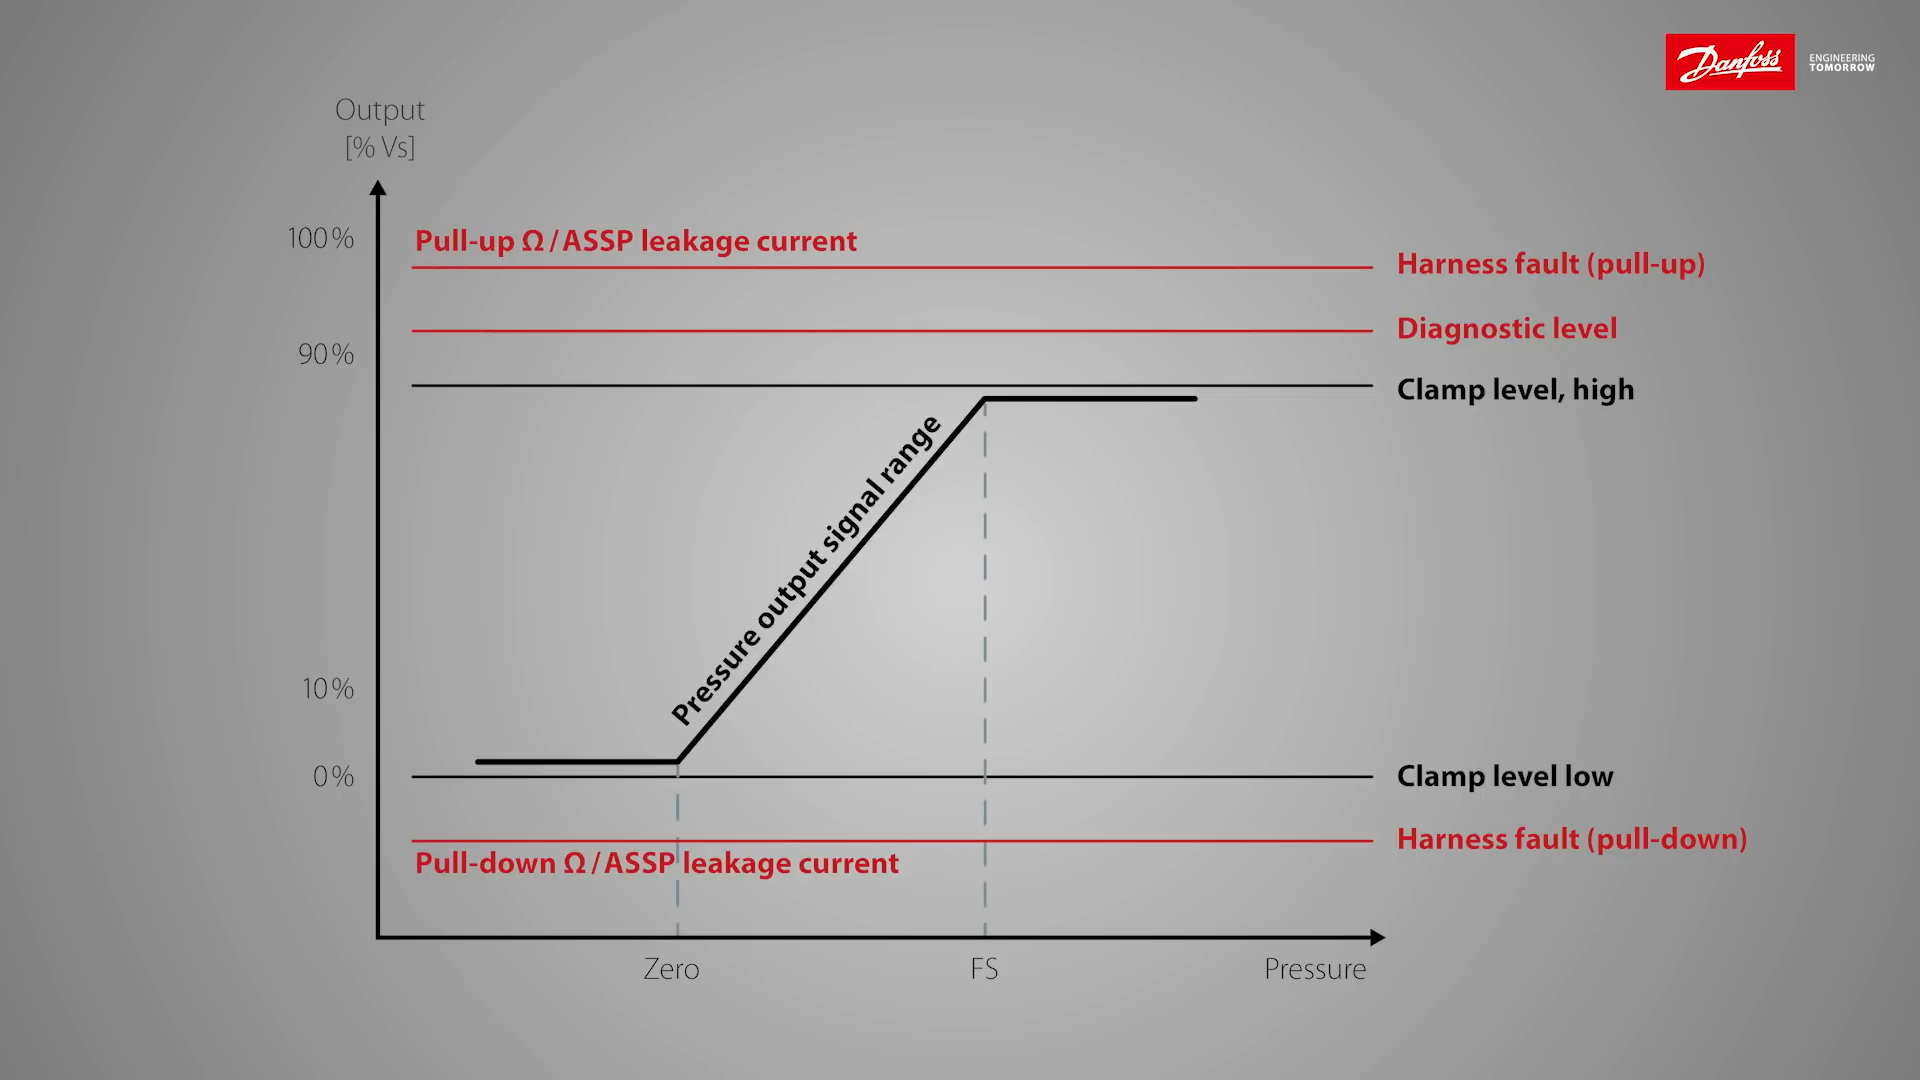 Danfoss
ENGINEERING
TOMORROW
Output
[% Vs]
100%
Pull-up Ω/ASSP leakage current
Harness fault (pull-up)
Diagnostic level
90%
Clamp level, high
Pressure output signal range
10%
0%
Clamp level low
Harness fault (pull-down)
Pull-down Ω/ASSP leakage current
Zero
FS
Pressure